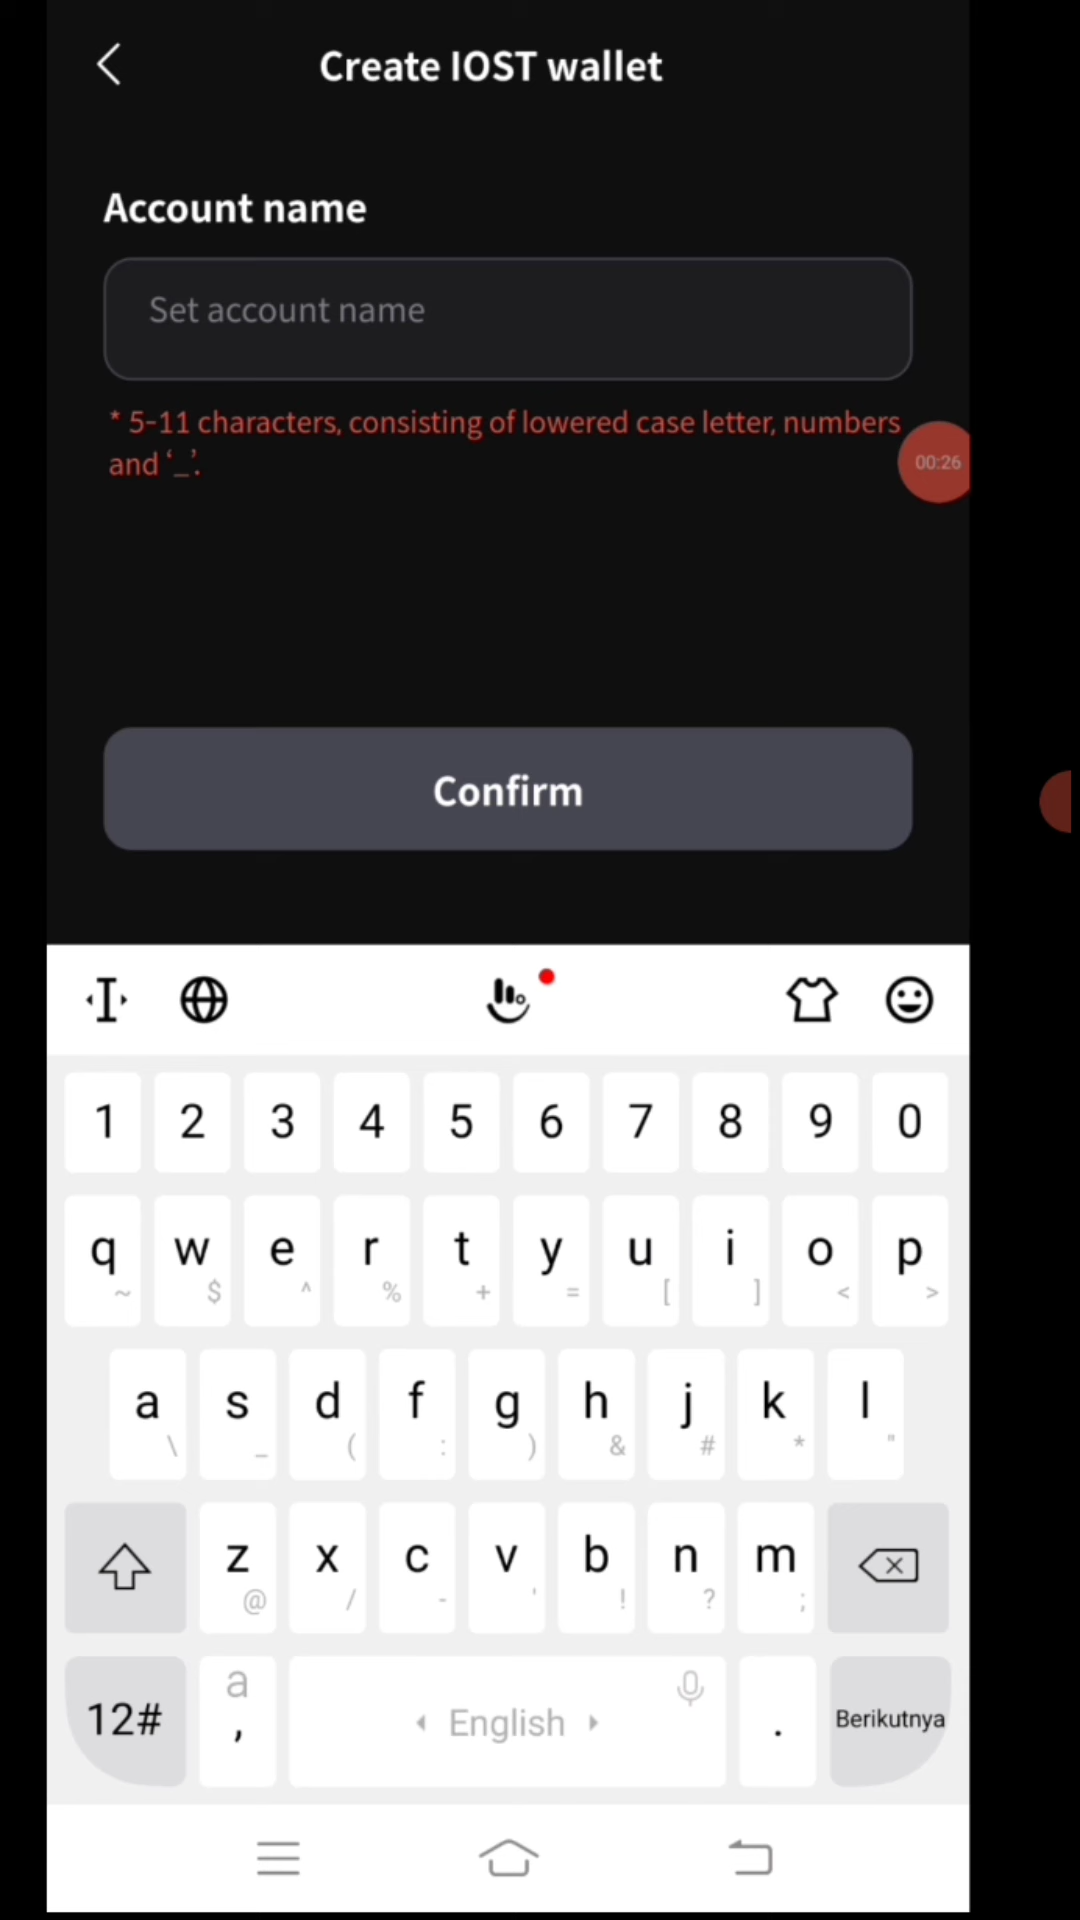 Create IOST wallet
Account name
Set account name
* 5-11 characters, consisting of lowered case letter, numbers
and ‘_’.
00:26
Confirm
1 2 3 4 5 6 7 8 9 0
q w e r t y u i o p
~ $ ^ % + = [ ] < >
a s d f g h j k l
\ _ ( : ) & # * "
z x c v b n m
@ / - ' ! ? ;
12# a , English . Berikutnya